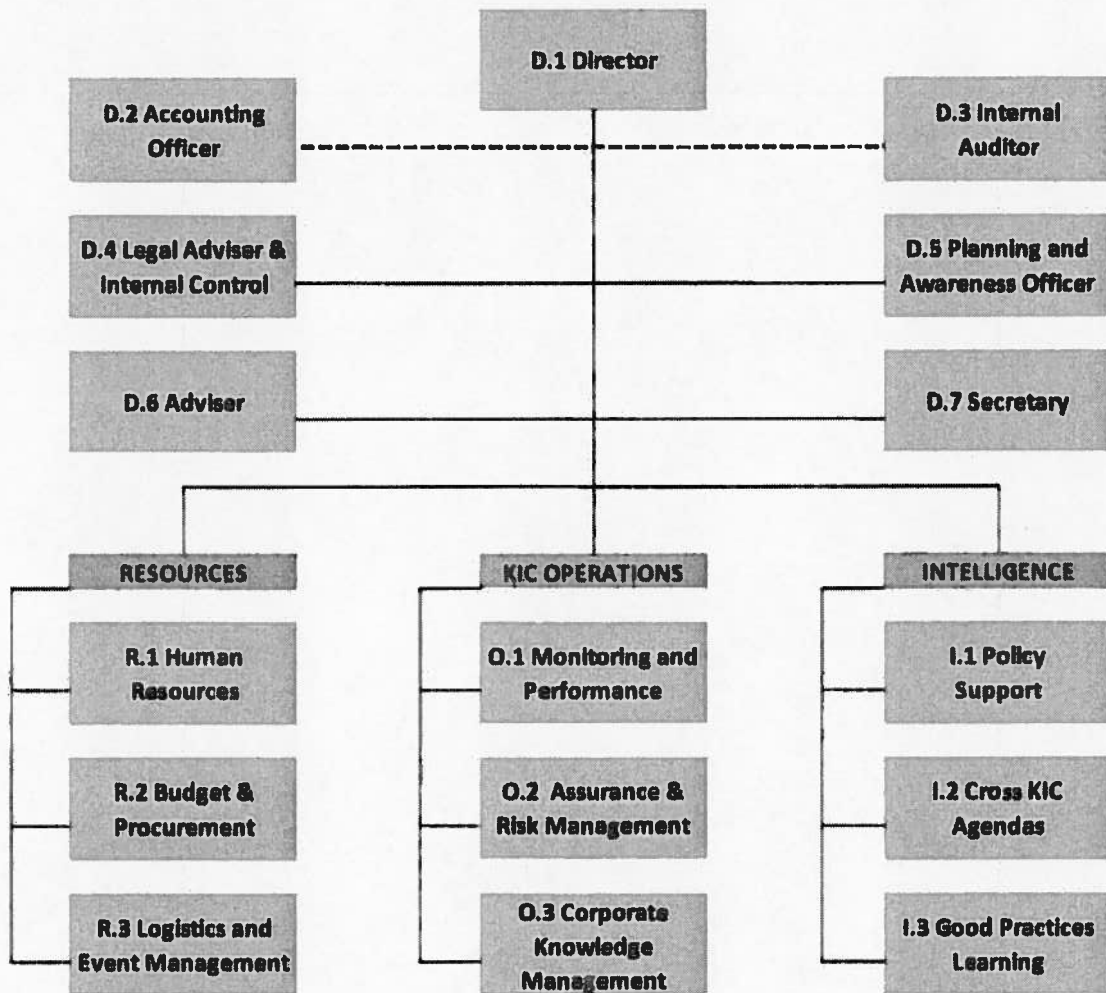 D.1 Director
D.2 Accounting
Officer
D.3 Internal
Auditor
D.4 Legal Adviser &
Internal Control
D.5 Planning and
Awareness Officer
D.6 Adviser
D.7 Secretary
RESOURCES
KIC OPERATIONS
INTELLIGENCE
R.1 Human
Resources
O.1 Monitoring and
Performance
I.1 Policy
Support
R.2 Budget &
Procurement
O.2 Assurance &
Risk Management
I.2 Cross KIC
Agendas
R.3 Logistics and
Event Management
O.3 Corporate
Knowledge
Management
I.3 Good Practices
Learning